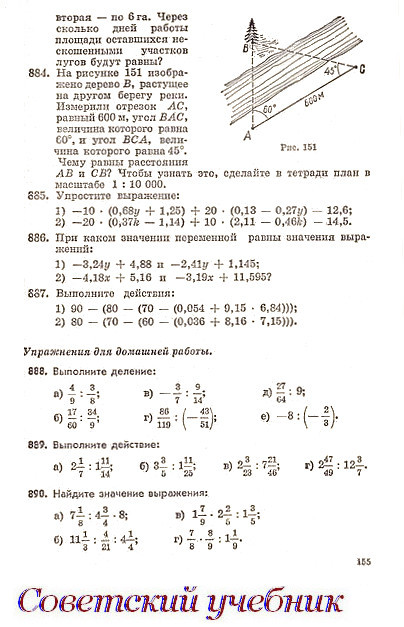 вторая — по 6 га. Через
сколько дней работы
площади оставшихся не-
скошенными участков
лугов будут равны?
884. На рисунке 151 изобра-
жено дерево B, растущее
на другом берегу реки.
Измерили отрезок AC,
равный 600 м, угол BAC,
величина которого равна
60°, и угол BCA, вели-
чина которого равна 45°.
Чему равны расстояния
AB и CB? Чтобы узнать это, сделайте в тетради план в
масштабе 1 : 10 000.
B
45°
C
600 м
60°
A
Рис. 151
885. Упростите выражение:
1) −10 · (0,68y + 1,25) + 20 · (0,13 − 0,27y) − 12,6;
2) −20 · (0,37k − 1,14) + 10 · (2,11 − 0,46k) − 14,5.
886. При каком значении переменной равны значения выра-
жений:
1) −3,24y + 4,88 и −2,41y + 1,145;
2) −4,18x + 5,16 и −3,19x + 11,595?
887. Выполните действия:
1) 90 − (80 − (70 − (0,054 + 9,15 · 6,84)));
2) 80 − (70 − (60 − (0,036 + 8,16 · 7,15))).
Упражнения для домашней работы.
888. Выполните деление:
а) 4/9 : 3/8; в) −3/7 : 9/14; д) 27/64 : 9;
б) 17/60 : 34/9; г) 86/119 : (−43/51); е) −8 : (−2/3).
889. Выполните действие:
а) 2 1/7 : 1 11/14; б) 3 3/5 : 1 11/25; в) 2 3/23 : 7 21/46; г) 2 47/49 : 12 3/7.
890. Найдите значение выражения:
а) 7 1/8 : 4 3/4 · 8; в) 1 7/9 · 2 2/5 : 1 3/5;
б) 11 1/3 · 4/21 : 4 1/4; г) 7/8 · 8/9 : 1 1/9.
155
Советский учебник